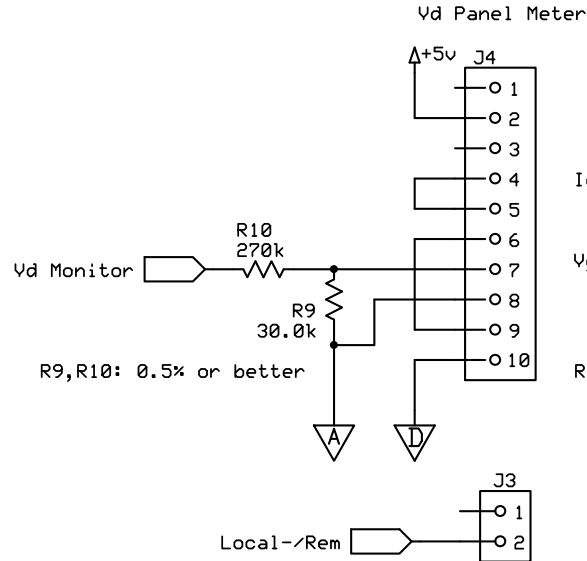 Vd Panel Meter
+5v
J4
1
2
3
4
I
5
R10
270k
6
Vd Monitor
7
Vg
R9
30.0k
8
9
R9,R10: 0.5% or better
10
R
A
D
J3
1
Local-/Rem
2